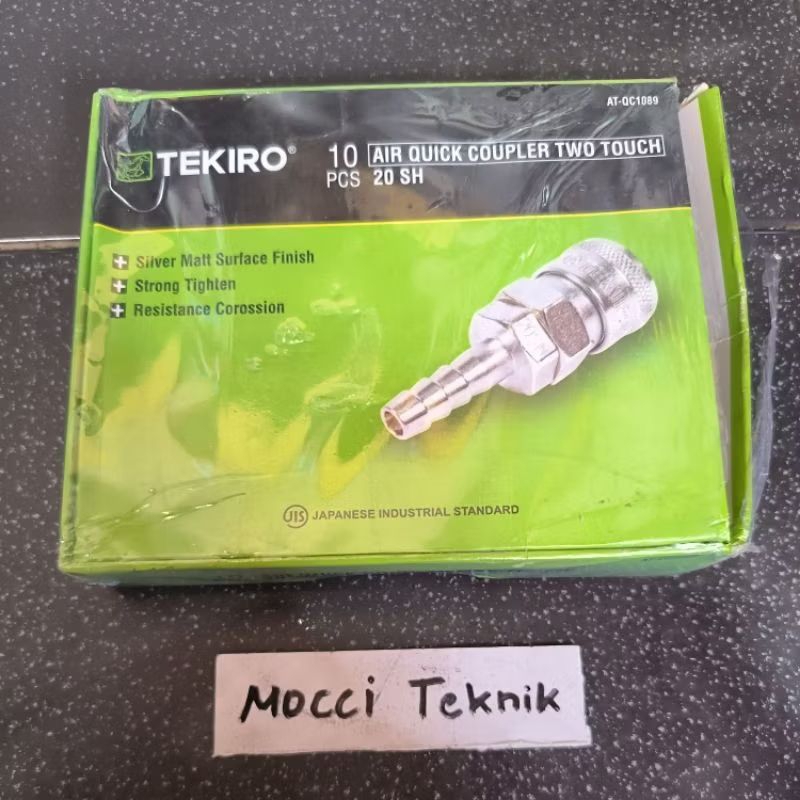 AT-QC1089
TEKIRO®
10 PCS
AIR QUICK COUPLER TWO TOUCH
20 SH
Silver Matt Surface Finish
Strong Tighten
Resistance Corossion
JIS JAPANESE INDUSTRIAL STANDARD
Mocci Teknik